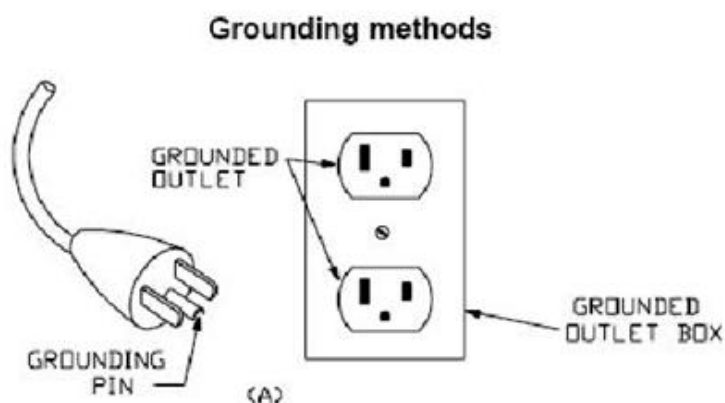 Grounding methods
GROUNDED
OUTLET
GROUNDED
OUTLET BOX
GROUNDING
PIN
(A)